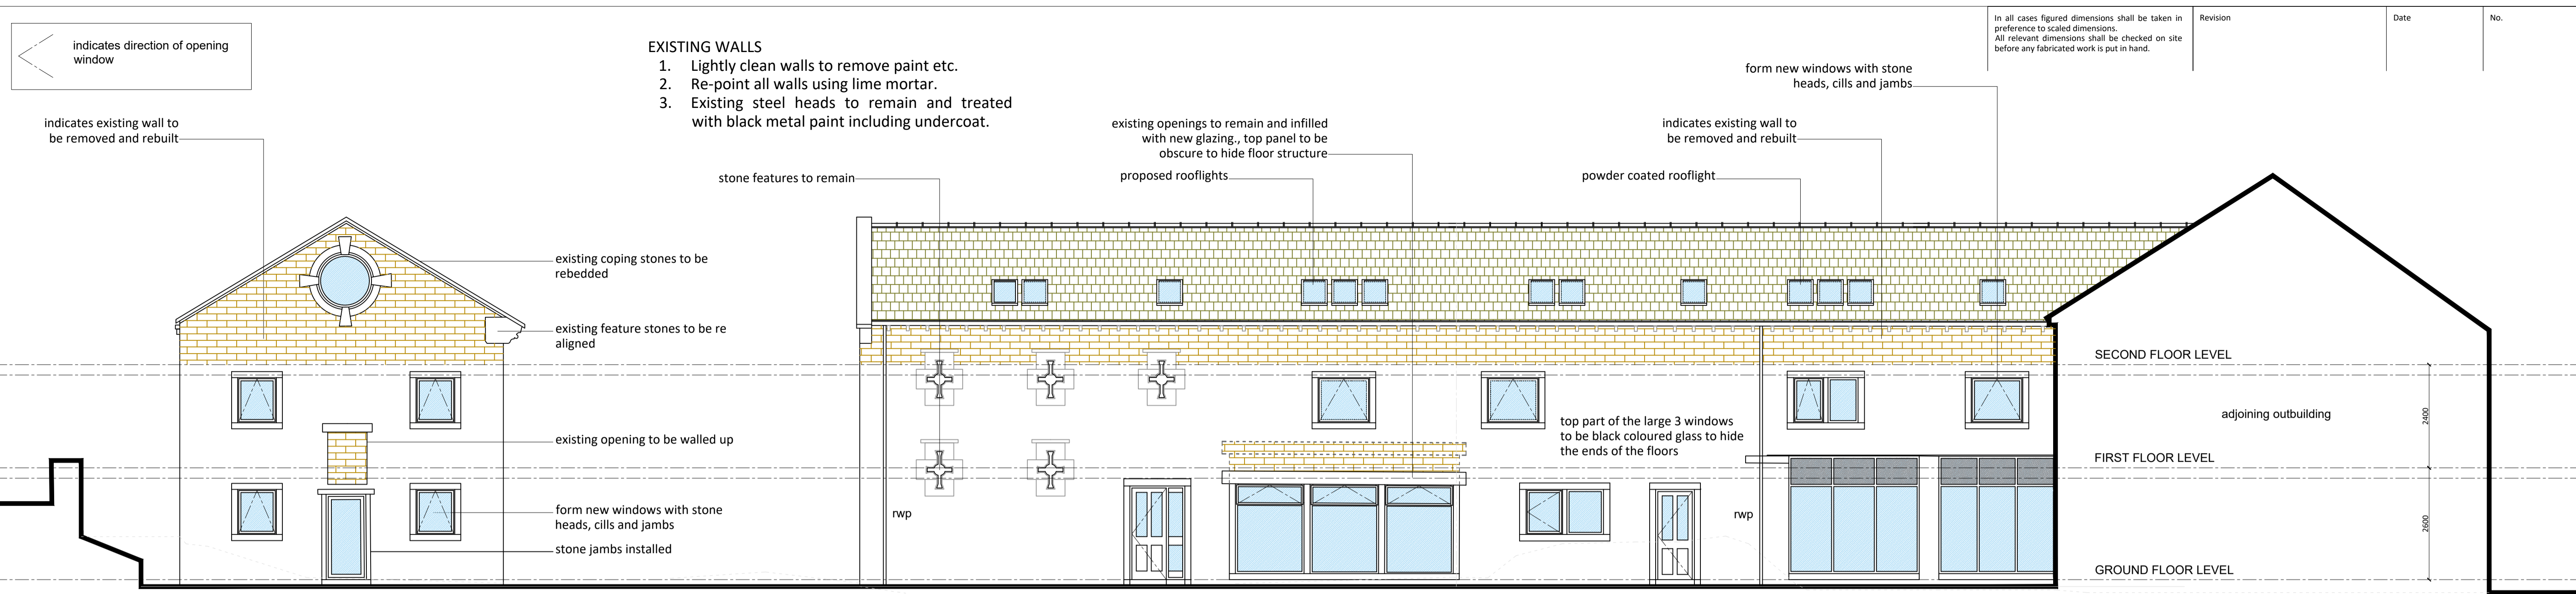 indicates direction of opening
window
EXISTING WALLS
1. Lightly clean walls to remove paint etc.
2. Re-point all walls using lime mortar.
3. Existing steel heads to remain and treated
with black metal paint including undercoat.
In all cases figured dimensions shall be taken in
preference to scaled dimensions.
All relevant dimensions shall be checked on site
before any fabricated work is put in hand.
Revision
Date
No.
indicates existing wall to
be removed and rebuilt
stone features to remain
existing openings to remain and infilled
with new glazing., top panel to be
obscure to hide floor structure
proposed rooflights
form new windows with stone
heads, cills and jambs
indicates existing wall to
be removed and rebuilt
powder coated rooflight
existing coping stones to be
rebedded
existing feature stones to be re
aligned
existing opening to be walled up
form new windows with stone
heads, cills and jambs
stone jambs installed
rwp
top part of the large 3 windows
to be black coloured glass to hide
the ends of the floors
rwp
SECOND FLOOR LEVEL
adjoining outbuilding
2400
FIRST FLOOR LEVEL
2600
GROUND FLOOR LEVEL